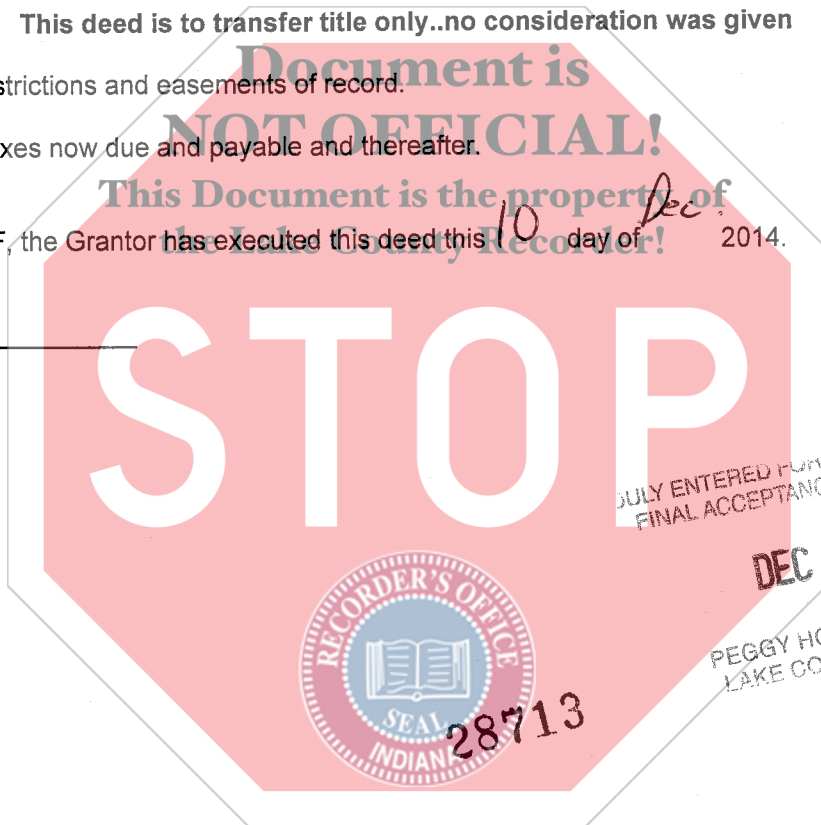 This deed is to transfer title only..no consideration was given
Document is
strictions and easements of record.
NOT OFFICIAL!
xes now due and payable and thereafter.
This Document is the property of
the Lake County Recorder!
, the Grantor has executed this deed this 10 day of Dec. 2014.
STOP
DULY ENTERED FOR
FINAL ACCEPTANC
DEC
RECORDER'S OFFICE
PEGGY HO
LAKE CO
SEAL
INDIANA
28713